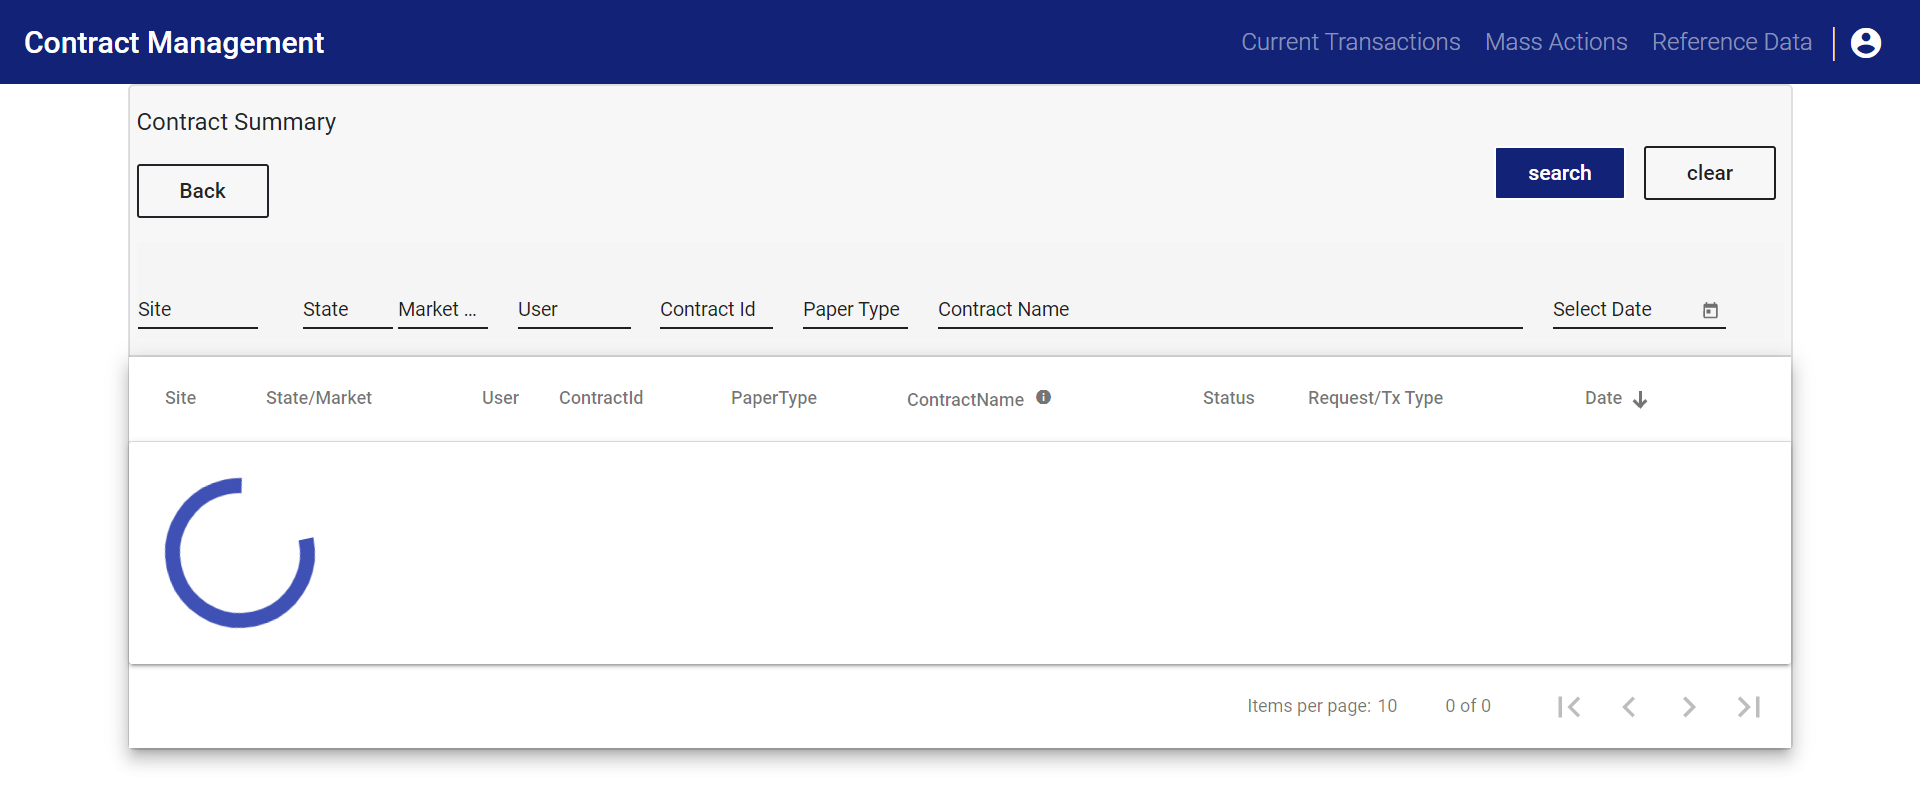 Contract Management Current Transactions Mass Actions Reference Data
Contract Summary
Back search clear
Site State Market ... User Contract Id Paper Type Contract Name Select Date
Site State/Market User ContractId PaperType ContractName Status Request/Tx Type Date
Items per page: 10 0 of 0